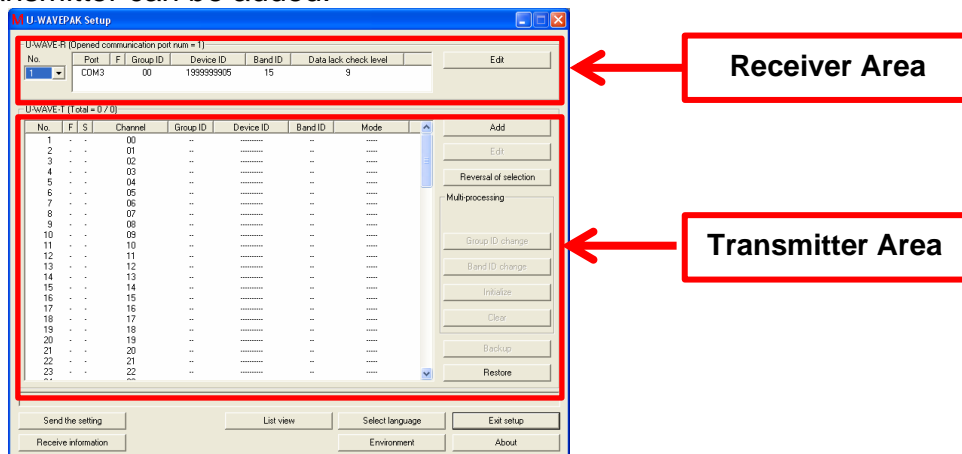 nsmitter can be added.
U-WAVEPAK Setup
U-WAVE-R (Opened communication port num = 1)
No. Port F Group ID Device ID Band ID Data lack check level
1 COM3 00 1999999905 15 9
Edit
Receiver Area
U-WAVE-T (Total = 0 / 0)
No. F S Channel Group ID Device ID Band ID Mode
1 - - 00 -- ---------- -- -----
2 - - 01 -- ---------- -- -----
3 - - 02 -- ---------- -- -----
4 - - 03 -- ---------- -- -----
5 - - 04 -- ---------- -- -----
6 - - 05 -- ---------- -- -----
7 - - 06 -- ---------- -- -----
8 - - 07 -- ---------- -- -----
9 - - 08 -- ---------- -- -----
10 - - 09 -- ---------- -- -----
11 - - 10 -- ---------- -- -----
12 - - 11 -- ---------- -- -----
13 - - 12 -- ---------- -- -----
14 - - 13 -- ---------- -- -----
15 - - 14 -- ---------- -- -----
16 - - 15 -- ---------- -- -----
17 - - 16 -- ---------- -- -----
18 - - 17 -- ---------- -- -----
19 - - 18 -- ---------- -- -----
20 - - 19 -- ---------- -- -----
21 - - 20 -- ---------- -- -----
22 - - 21 -- ---------- -- -----
23 - - 22 -- ---------- -- -----
Add
Edit
Reversal of selection
Multi-processing
Group ID change
Band ID change
Initialize
Clear
Backup
Restore
Transmitter Area
Send the setting List view Select language Exit setup
Receive information Environment About